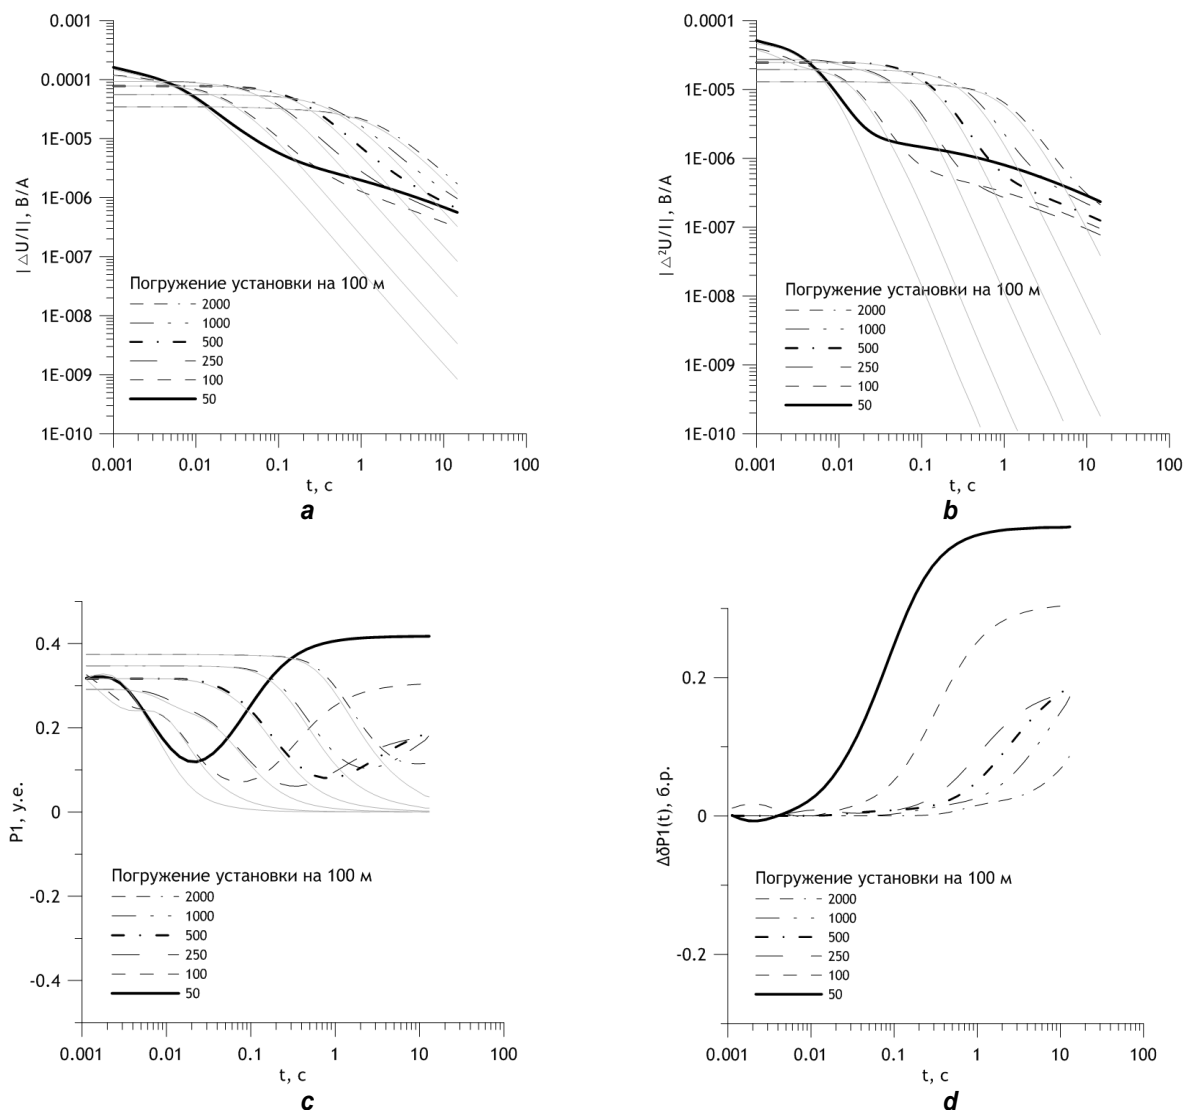 0.001
0.0001
1E-005
1E-006
1E-007
1E-008
1E-009
1E-010
|△U/I|, В/А
Погружение установки на 100 м
2000
1000
500
250
100
50
0.001 0.01 0.1 1 10 100
t, с
a
0.0001
1E-005
1E-006
1E-007
1E-008
1E-009
1E-010
|△²U/I|, В/А
Погружение установки на 100 м
2000
1000
500
250
100
50
0.001 0.01 0.1 1 10 100
t, с
b
0.4
0.2
0
-0.2
-0.4
P1, у.е.
Погружение установки на 100 м
2000
1000
500
250
100
50
0.001 0.01 0.1 1 10 100
t, с
c
0.2
0
-0.2
ΔδP1(t), б.р.
Погружение установки на 100 м
2000
1000
500
250
100
50
0.001 0.01 0.1 1 10 100
t, с
d